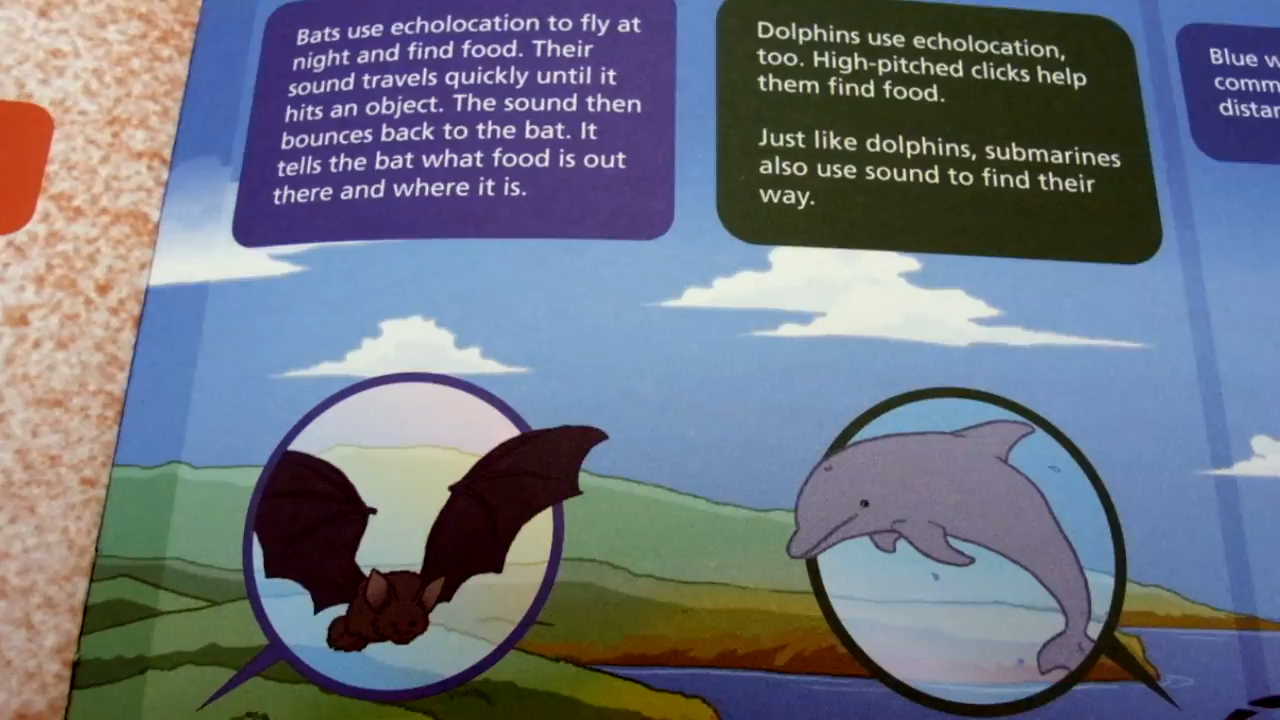 Bats use echolocation to fly at
night and find food. Their
sound travels quickly until it
hits an object. The sound then
bounces back to the bat. It
tells the bat what food is out
there and where it is.
Dolphins use echolocation,
too. High-pitched clicks help
them find food.
Just like dolphins, submarines
also use sound to find their
way.
Blue